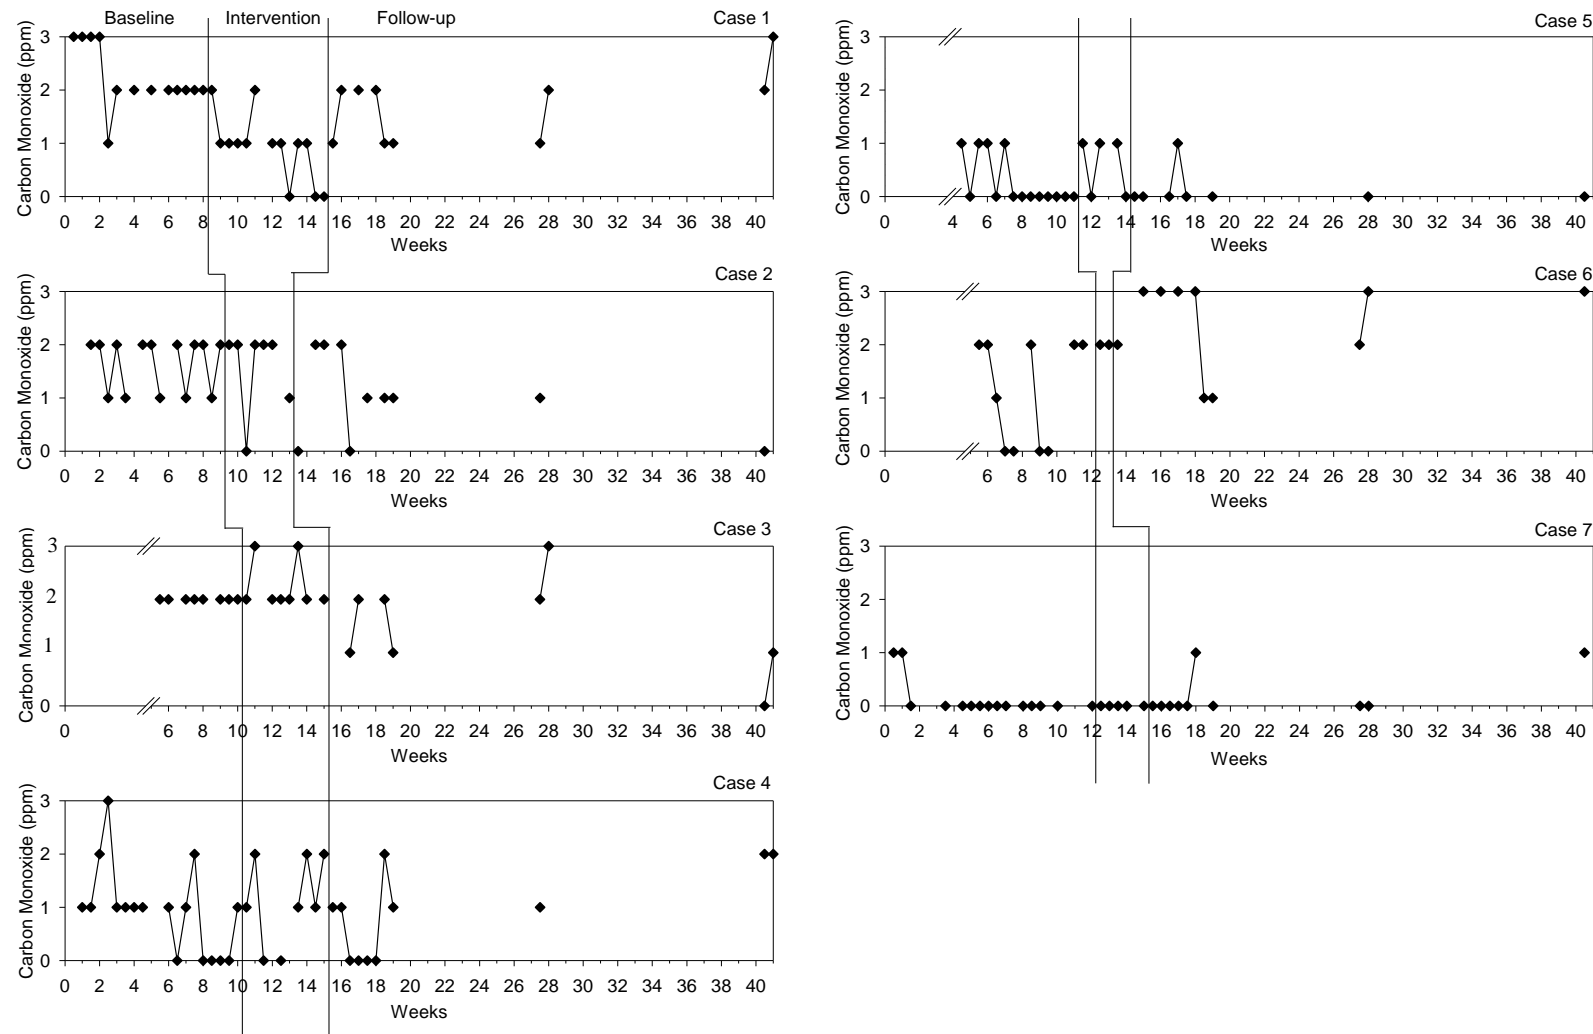 Baseline Intervention Follow-up Case 1
Carbon Monoxide (ppm)
3
2
1
0
0 2 4 6 8 10 12 14 16 18 20 22 24 26 28 30 32 34 36 38 40
Weeks
Case 2
Carbon Monoxide (ppm)
3
2
1
0
0 2 4 6 8 10 12 14 16 18 20 22 24 26 28 30 32 34 36 38 40
Weeks
Case 3
Carbon Monoxide (ppm)
3
2
1
0
0 2 4 6 8 10 12 14 16 18 20 22 24 26 28 30 32 34 36 38 40
Weeks
Case 4
Carbon Monoxide (ppm)
3
2
1
0
0 2 4 6 8 10 12 14 16 18 20 22 24 26 28 30 32 34 36 38 40
Weeks
Case 5
Carbon Monoxide (ppm)
3
2
1
0
0 4 6 8 10 12 14 16 18 20 22 24 26 28 30 32 34 36 38 40
Weeks
Case 6
Carbon Monoxide (ppm)
3
2
1
0
0 6 8 10 12 14 16 18 20 22 24 26 28 30 32 34 36 38 40
Weeks
Case 7
Carbon Monoxide (ppm)
3
2
1
0
0 2 4 6 8 10 12 14 16 18 20 22 24 26 28 30 32 34 36 38 40
Weeks